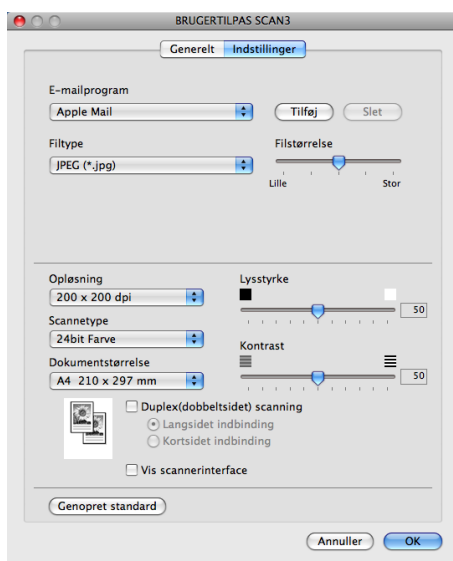 BRUGERTILPAS SCAN3
Generelt Indstillinger
E-mailprogram
Apple Mail Tilføj Slet
Filtype Filstørrelse
JPEG (*.jpg)
Lille Stor
Opløsning Lysstyrke
200 x 200 dpi
50
Scannetype
24bit Farve
Kontrast
Dokumentstørrelse
A4 210 x 297 mm 50
Duplex(dobbeltsidet) scanning
Langsidet indbinding
Kortsidet indbinding
Vis scannerinterface
Genopret standard
Annuller OK